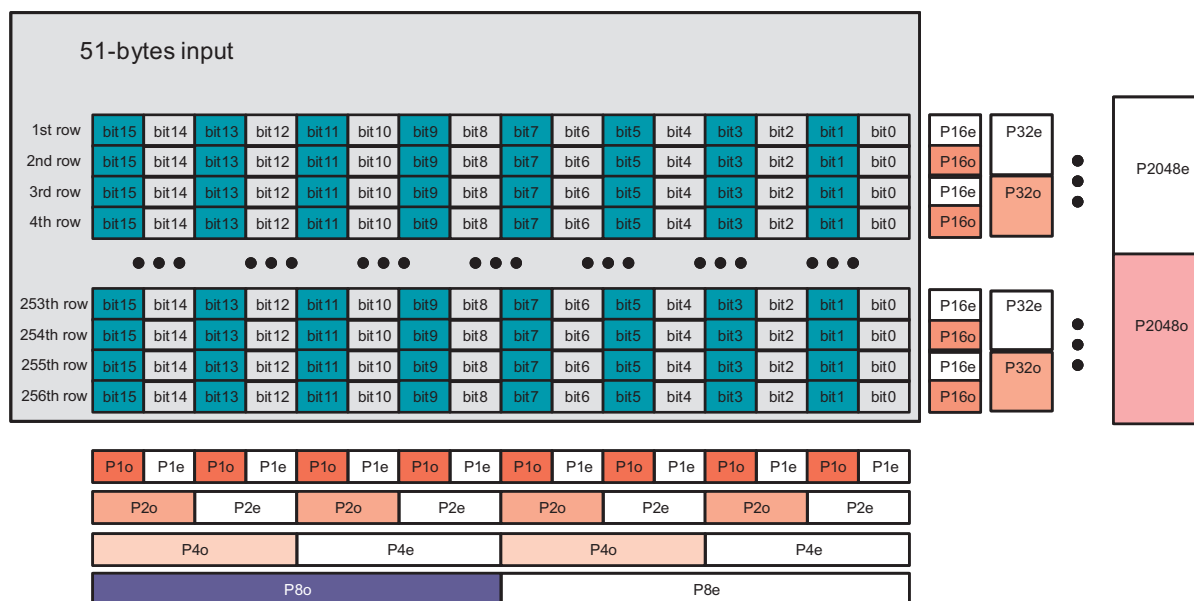 51-bytes input
1st row bit15 bit14 bit13 bit12 bit11 bit10 bit9 bit8 bit7 bit6 bit5 bit4 bit3 bit2 bit1 bit0 P16e P32e
2nd row bit15 bit14 bit13 bit12 bit11 bit10 bit9 bit8 bit7 bit6 bit5 bit4 bit3 bit2 bit1 bit0 P16o P2048e
3rd row bit15 bit14 bit13 bit12 bit11 bit10 bit9 bit8 bit7 bit6 bit5 bit4 bit3 bit2 bit1 bit0 P16e P32o
4th row bit15 bit14 bit13 bit12 bit11 bit10 bit9 bit8 bit7 bit6 bit5 bit4 bit3 bit2 bit1 bit0 P16o
253th row bit15 bit14 bit13 bit12 bit11 bit10 bit9 bit8 bit7 bit6 bit5 bit4 bit3 bit2 bit1 bit0 P16e P32e
254th row bit15 bit14 bit13 bit12 bit11 bit10 bit9 bit8 bit7 bit6 bit5 bit4 bit3 bit2 bit1 bit0 P16o P2048o
255th row bit15 bit14 bit13 bit12 bit11 bit10 bit9 bit8 bit7 bit6 bit5 bit4 bit3 bit2 bit1 bit0 P16e P32o
256th row bit15 bit14 bit13 bit12 bit11 bit10 bit9 bit8 bit7 bit6 bit5 bit4 bit3 bit2 bit1 bit0 P16o
P1o P1e P1o P1e P1o P1e P1o P1e P1o P1e P1o P1e P1o P1e P1o P1e
P2o P2e P2o P2e P2o P2e P2o P2e
P4o P4e P4o P4e
P8o P8e